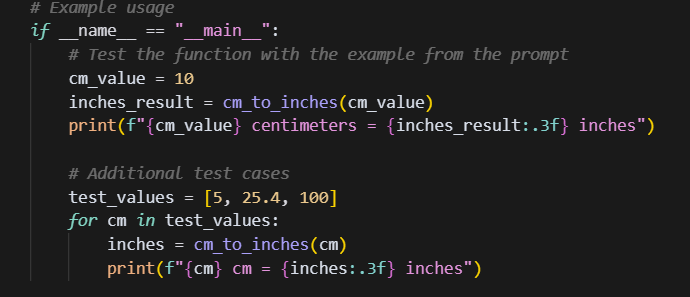 # Example usage
if __name__ == "__main__":
    # Test the function with the example from the prompt
    cm_value = 10
    inches_result = cm_to_inches(cm_value)
    print(f"{cm_value} centimeters = {inches_result:.3f} inches")

    # Additional test cases
    test_values = [5, 25.4, 100]
    for cm in test_values:
        inches = cm_to_inches(cm)
        print(f"{cm} cm = {inches:.3f} inches")